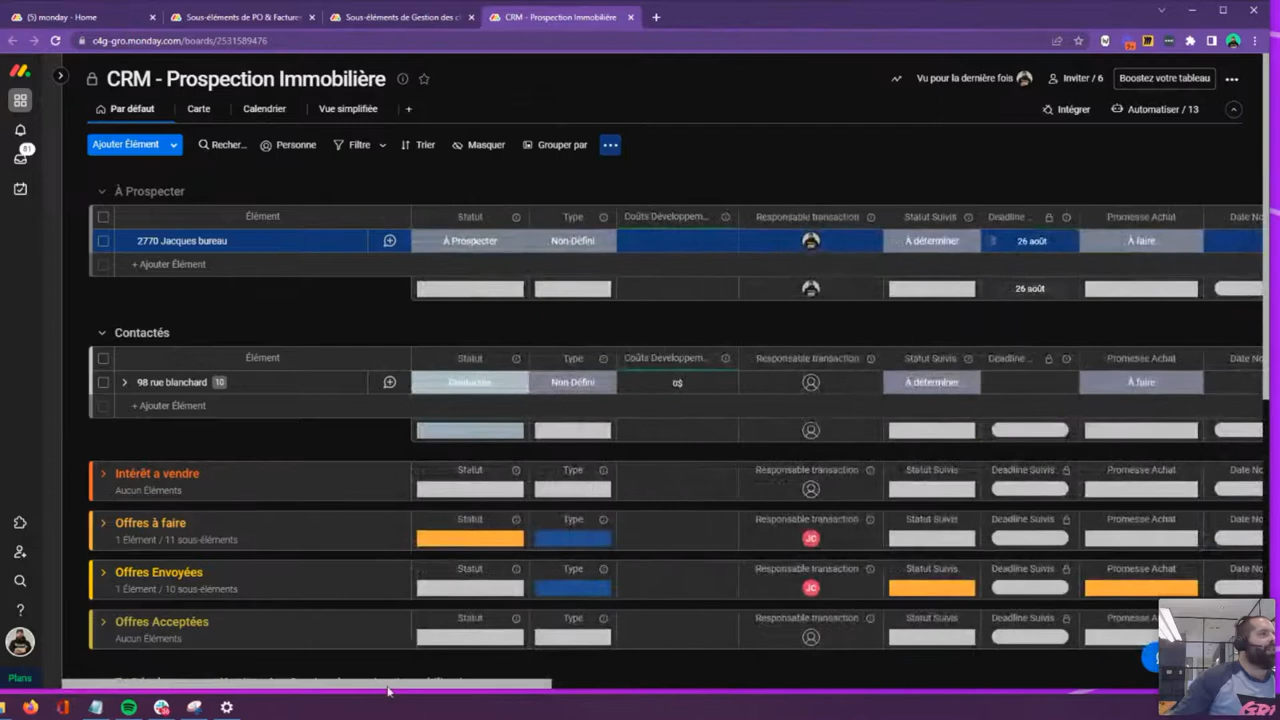 (5) monday - Home
Sous-éléments de PO & Factures
Sous-éléments de Gestion des c
CRM - Prospection Immobilière
c4g-gro.monday.com/boards/2531589476
CRM - Prospection Immobilière
Vu pour la dernière fois
Inviter / 6
Boostez votre tableau
Par défaut
Carte
Calendrier
Vue simplifiée
Intégrer
Automatiser / 13
Ajouter Élément
Recher...
Personne
Filtre
Trier
Masquer
Grouper par
81
À Prospecter
Élément Statut Type Coûts Développem... Responsable transaction Statut Suivis Deadline ... Promesse Achat Date No
2770 Jacques bureau À Prospecter Non-Défini À déterminer 26 août À faire
+ Ajouter Élément
26 août
Contactés
Élément Statut Type Coûts Développem... Responsable transaction Statut Suivis Deadline ... Promesse Achat Date No
98 rue blanchard 10 Contactés Non-Défini 0$ À déterminer À faire
+ Ajouter Élément
Intérêt a vendre Statut Type Responsable transaction Statut Suivis Deadline Suivis Promesse Achat Date No
Aucun Éléments
Offres à faire Statut Type Responsable transaction Statut Suivis Deadline Suivis Promesse Achat Date No
1 Élément / 11 sous-éléments JC
Offres Envoyées Statut Type Responsable transaction Statut Suivis Deadline Suivis Promesse Achat Date No
1 Élément / 10 sous-éléments JC
Offres Acceptées Statut Type Responsable transaction Statut Suivis Deadline Suivis Promesse Achat
Aucun Éléments
Plans